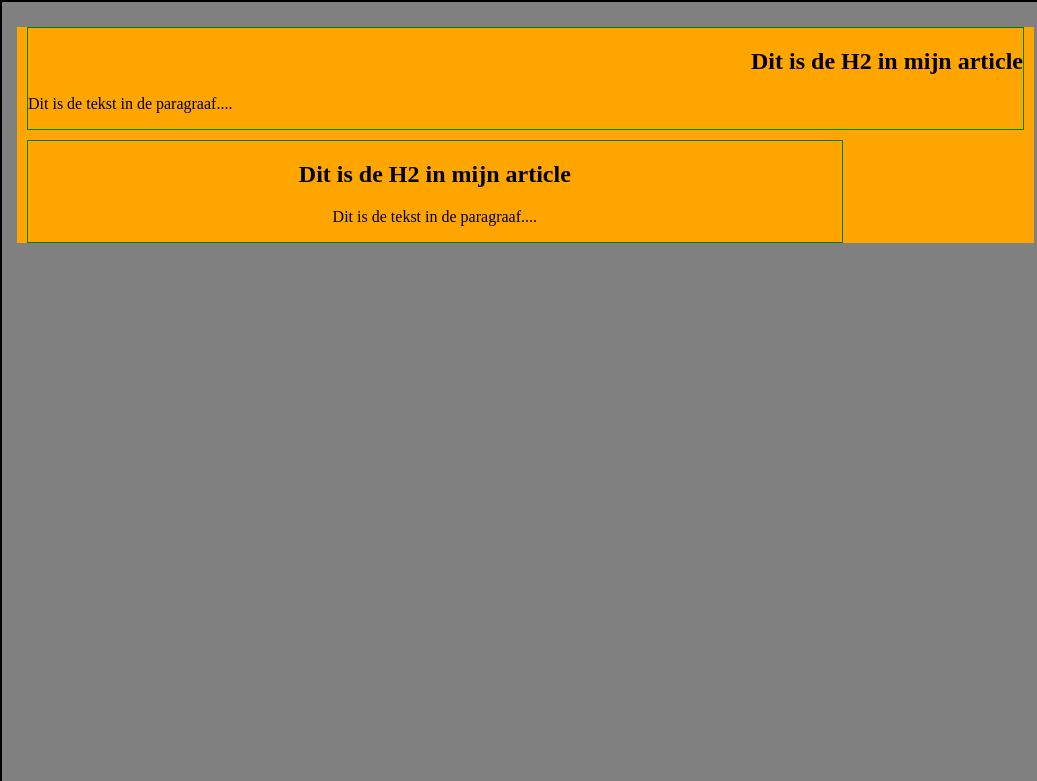 Dit is de H2 in mijn article
Dit is de tekst in de paragraaf....
Dit is de H2 in mijn article
Dit is de tekst in de paragraaf....